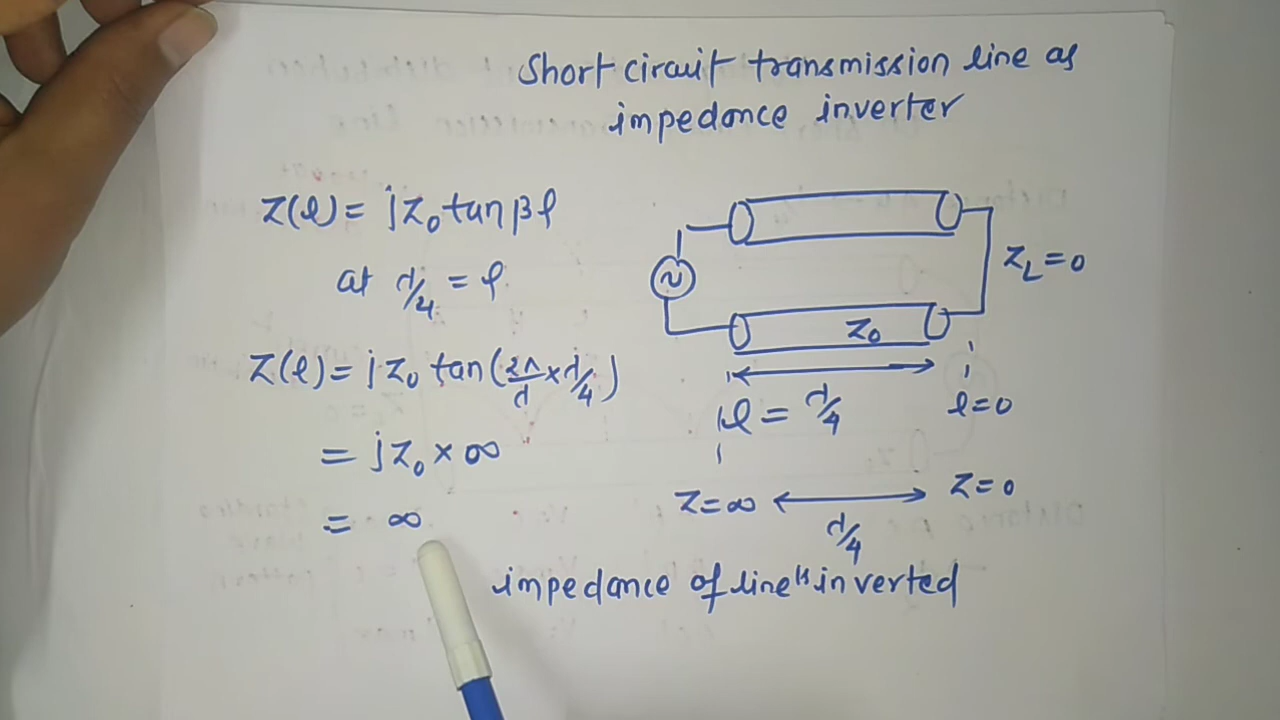 Short circuit transmission line as
impedance inverter
Z(l) = jZ₀ tan βl
at λ/4 = l
Z(l) = jZ₀ tan(2π/λ × λ/4)
= jZ₀ × ∞
= ∞
Z_L = 0
Z₀
l = λ/4
l=0
Z=∞
Z=0
λ/4
impedance of line is inverted